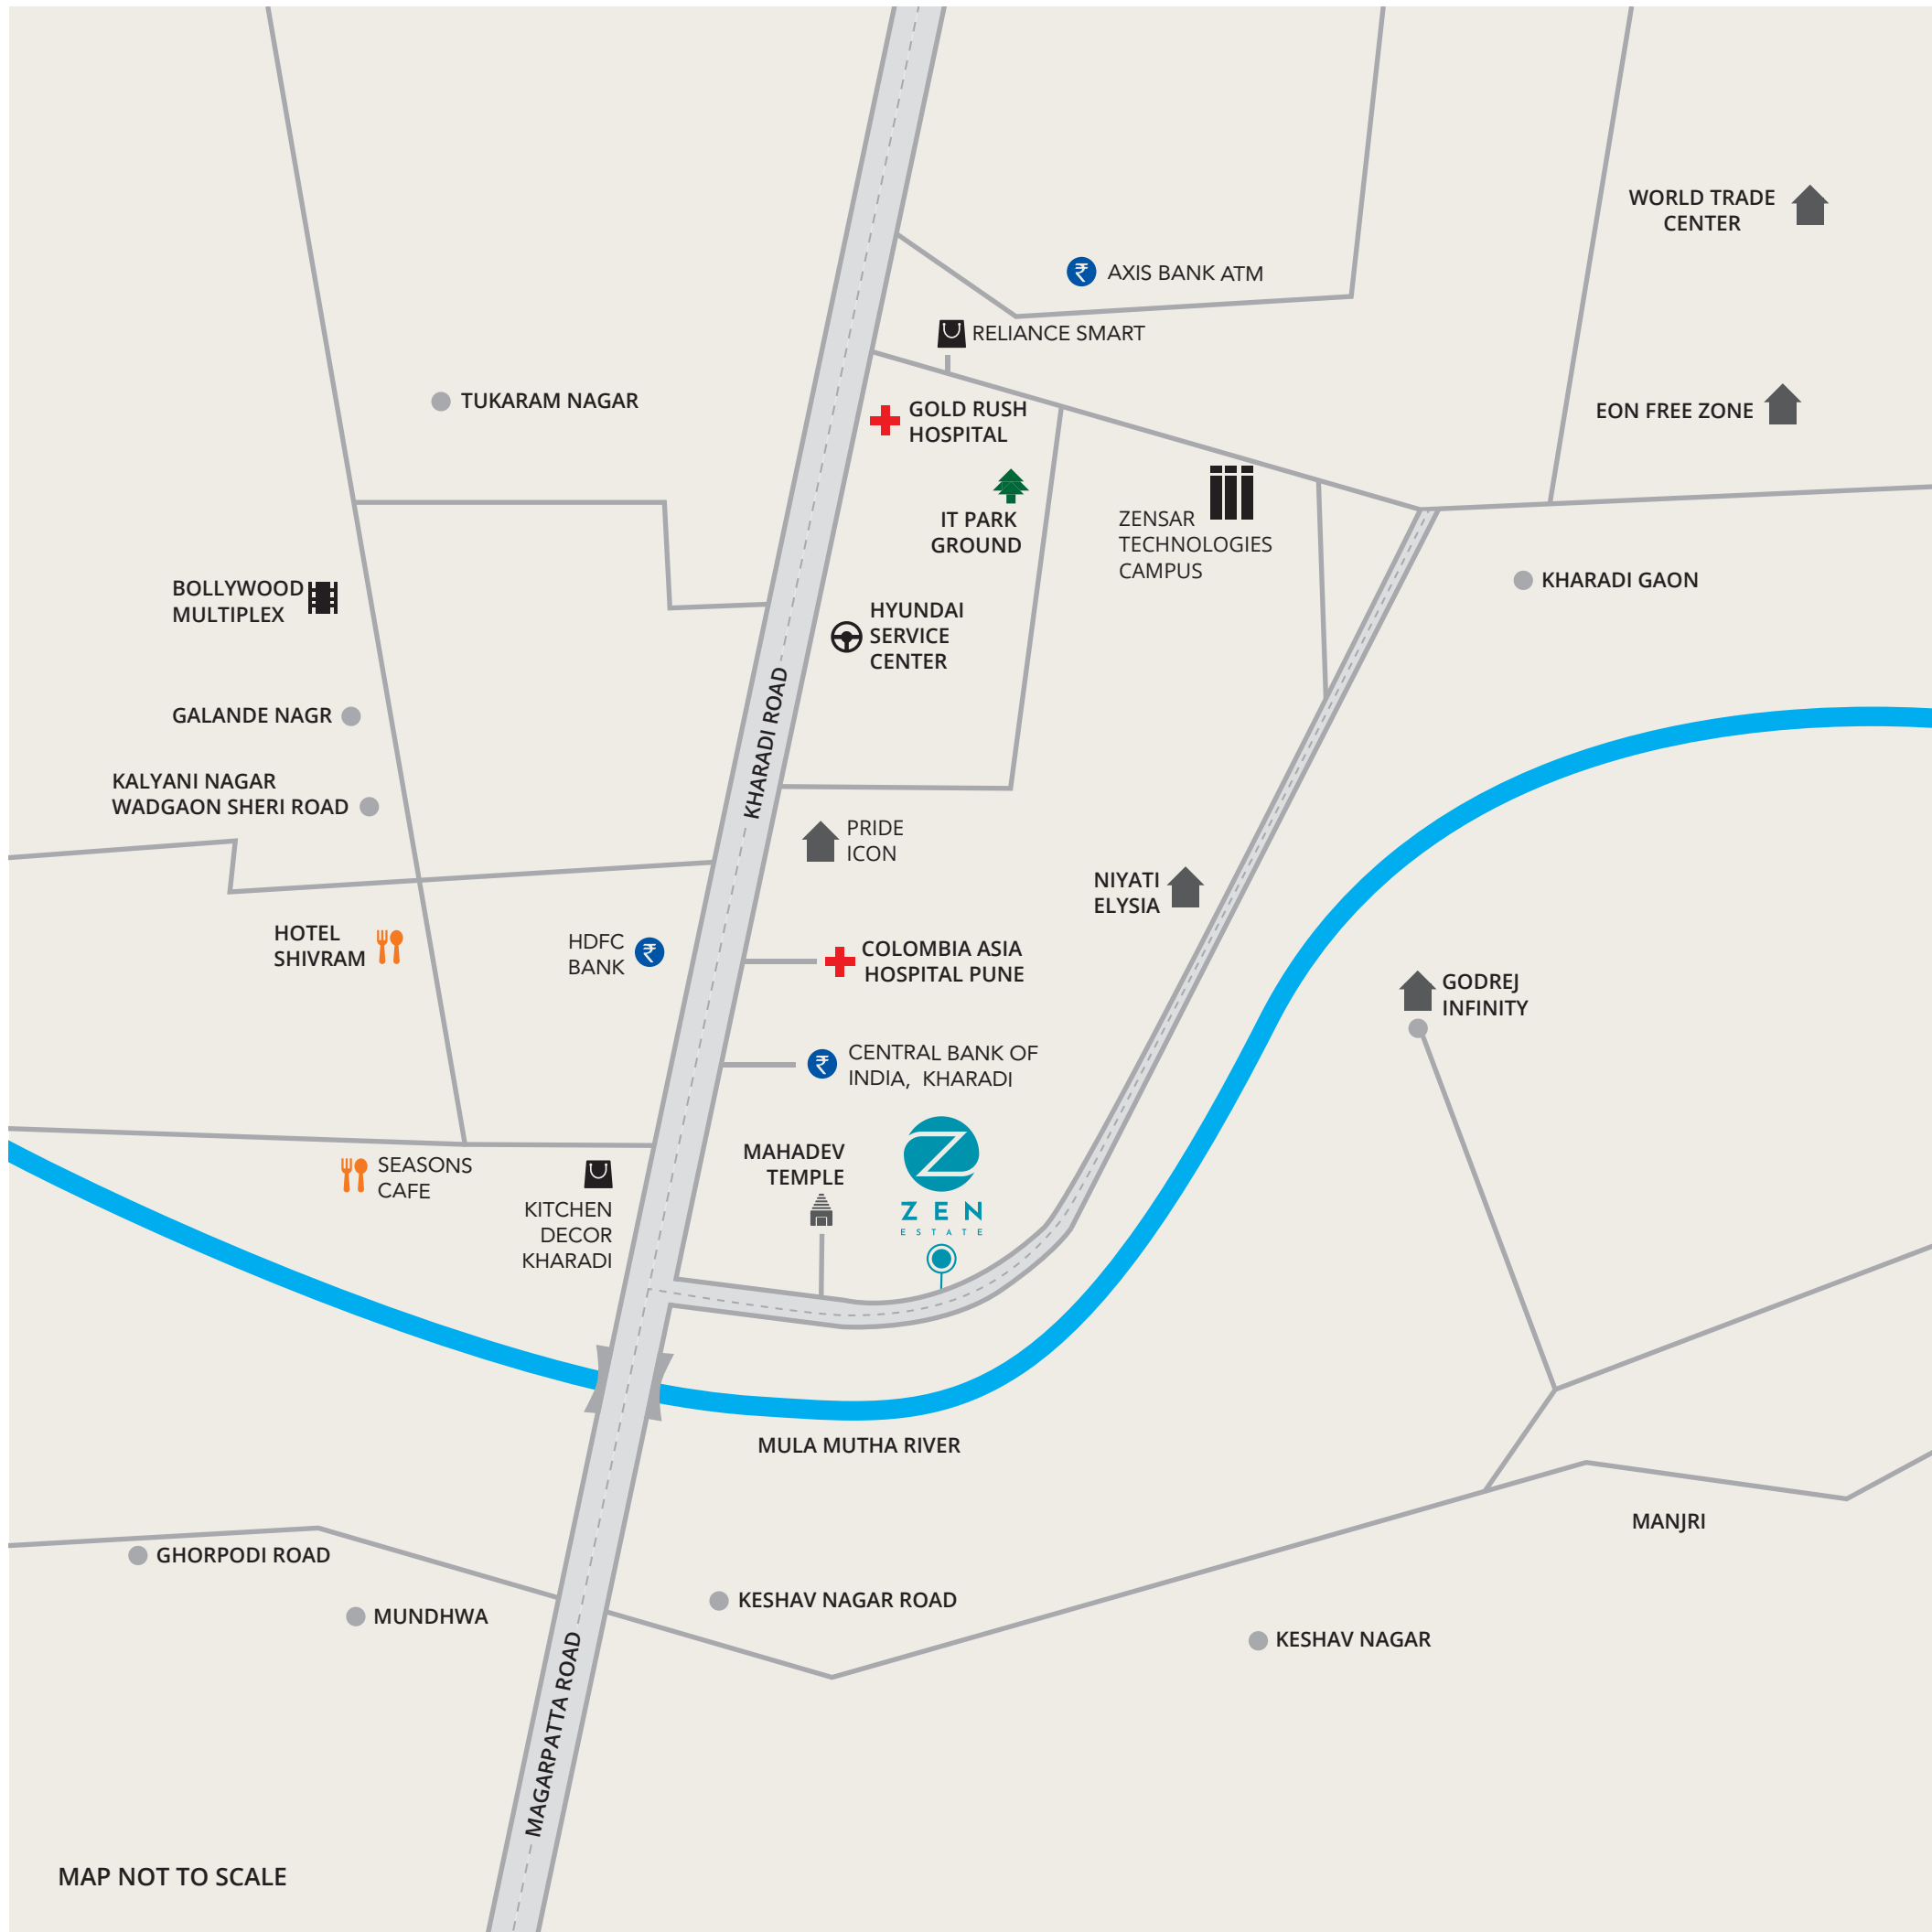 WORLD TRADE
CENTER
AXIS BANK ATM
RELIANCE SMART
TUKARAM NAGAR
GOLD RUSH
HOSPITAL
EON FREE ZONE
IT PARK
GROUND
ZENSAR
TECHNOLOGIES
CAMPUS
KHARADI GAON
BOLLYWOOD
MULTIPLEX
HYUNDAI
SERVICE
CENTER
KHARADI ROAD
GALANDE NAGR
KALYANI NAGAR
WADGAON SHERI ROAD
PRIDE
ICON
NIYATI
ELYSIA
HOTEL
SHIVRAM
HDFC
BANK
COLOMBIA ASIA
HOSPITAL PUNE
GODREJ
INFINITY
CENTRAL BANK OF
INDIA, KHARADI
MAHADEV
TEMPLE
Z
ZEN
ESTATE
SEASONS
CAFE
KITCHEN
DECOR
KHARADI
MULA MUTHA RIVER
MANJRI
GHORPODI ROAD
MUNDHWA
KESHAV NAGAR ROAD
KESHAV NAGAR
MAGARPATTA ROAD
MAP NOT TO SCALE
₹
₹
₹